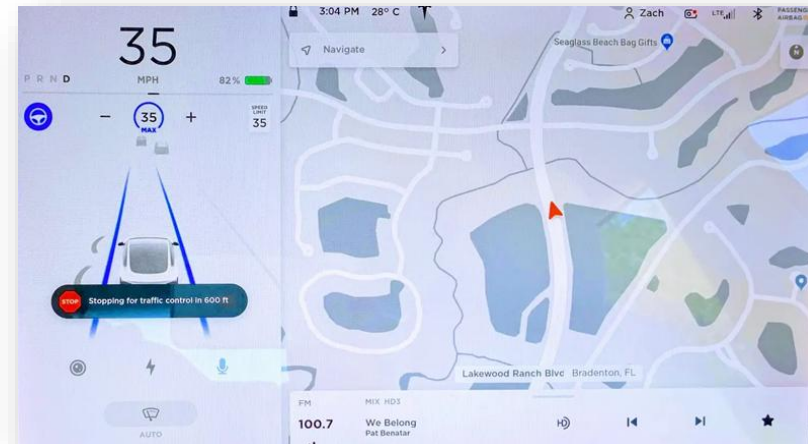 35
MPH
P R N D
82%
35
MAX
SPEED
LIMIT
35
STOP Stopping for traffic control in 600 ft
AUTO
3:04 PM 28° C
Zach
LTE
PASSENG
AIRBAG
Navigate
Seaglass Beach Bag Gifts
N
Lakewood Ranch Blvd Bradenton, FL
FM
MIX HD3
100.7
We Belong
Pat Benatar
HD